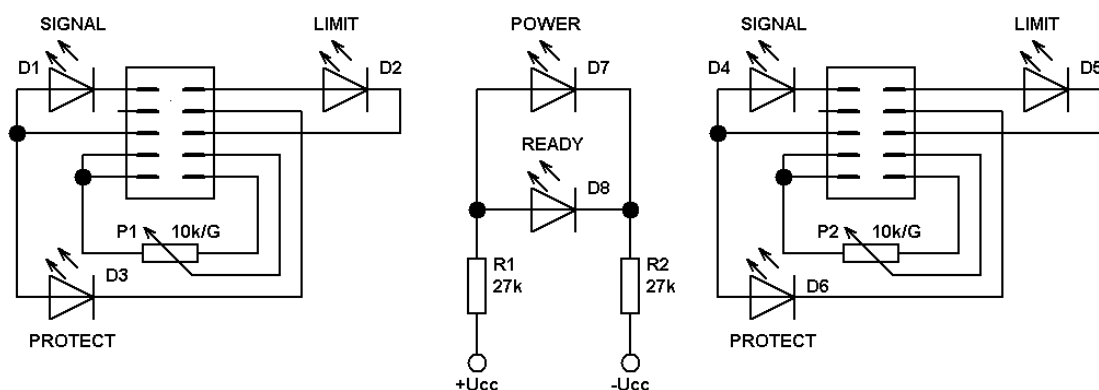 SIGNAL LIMIT POWER SIGNAL LIMIT
D1 D2 D7 D4 D5
READY
D8
P1 10k/G P2 10k/G
D3 R1 27k R2 27k D6
PROTECT PROTECT
+Ucc -Ucc